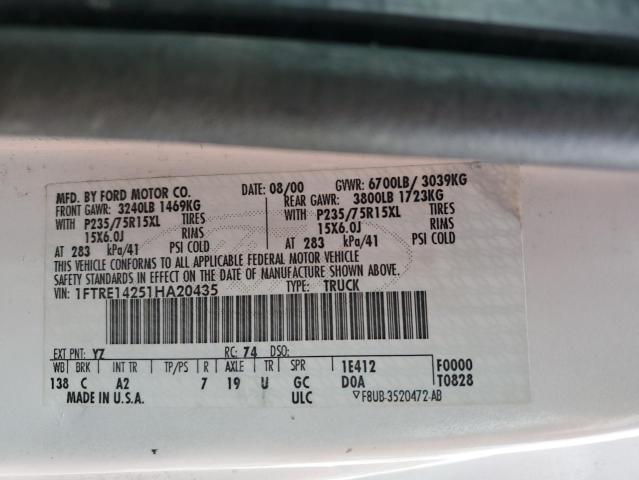 MFD. BY FORD MOTOR CO. DATE: 08/00 GVWR: 6700LB/ 3039KG
FRONT GAWR: 3240LB 1469KG REAR GAWR: 3800LB 1723KG
WITH P235/75R15XL TIRES WITH P235/75R15XL TIRES
15X6.0J RIMS 15X6.0J RIMS
AT 283 kPa/41 PSI COLD AT 283 kPa/41 PSI COLD
THIS VEHICLE CONFORMS TO ALL APPLICABLE FEDERAL MOTOR VEHICLE
SAFETY STANDARDS IN EFFECT ON THE DATE OF MANUFACTURE SHOWN ABOVE.
VIN: 1FTRE14251HA20435 TYPE: TRUCK
EXT PNT: YZ RC: 74 DSO:
WB BRK INT TR TP/PS R AXLE TR SPR 1E412 F0000
138 C A2 7 19 U GC D0A T0828
MADE IN U.S.A. ULC ▽F8UB-3520472-AB